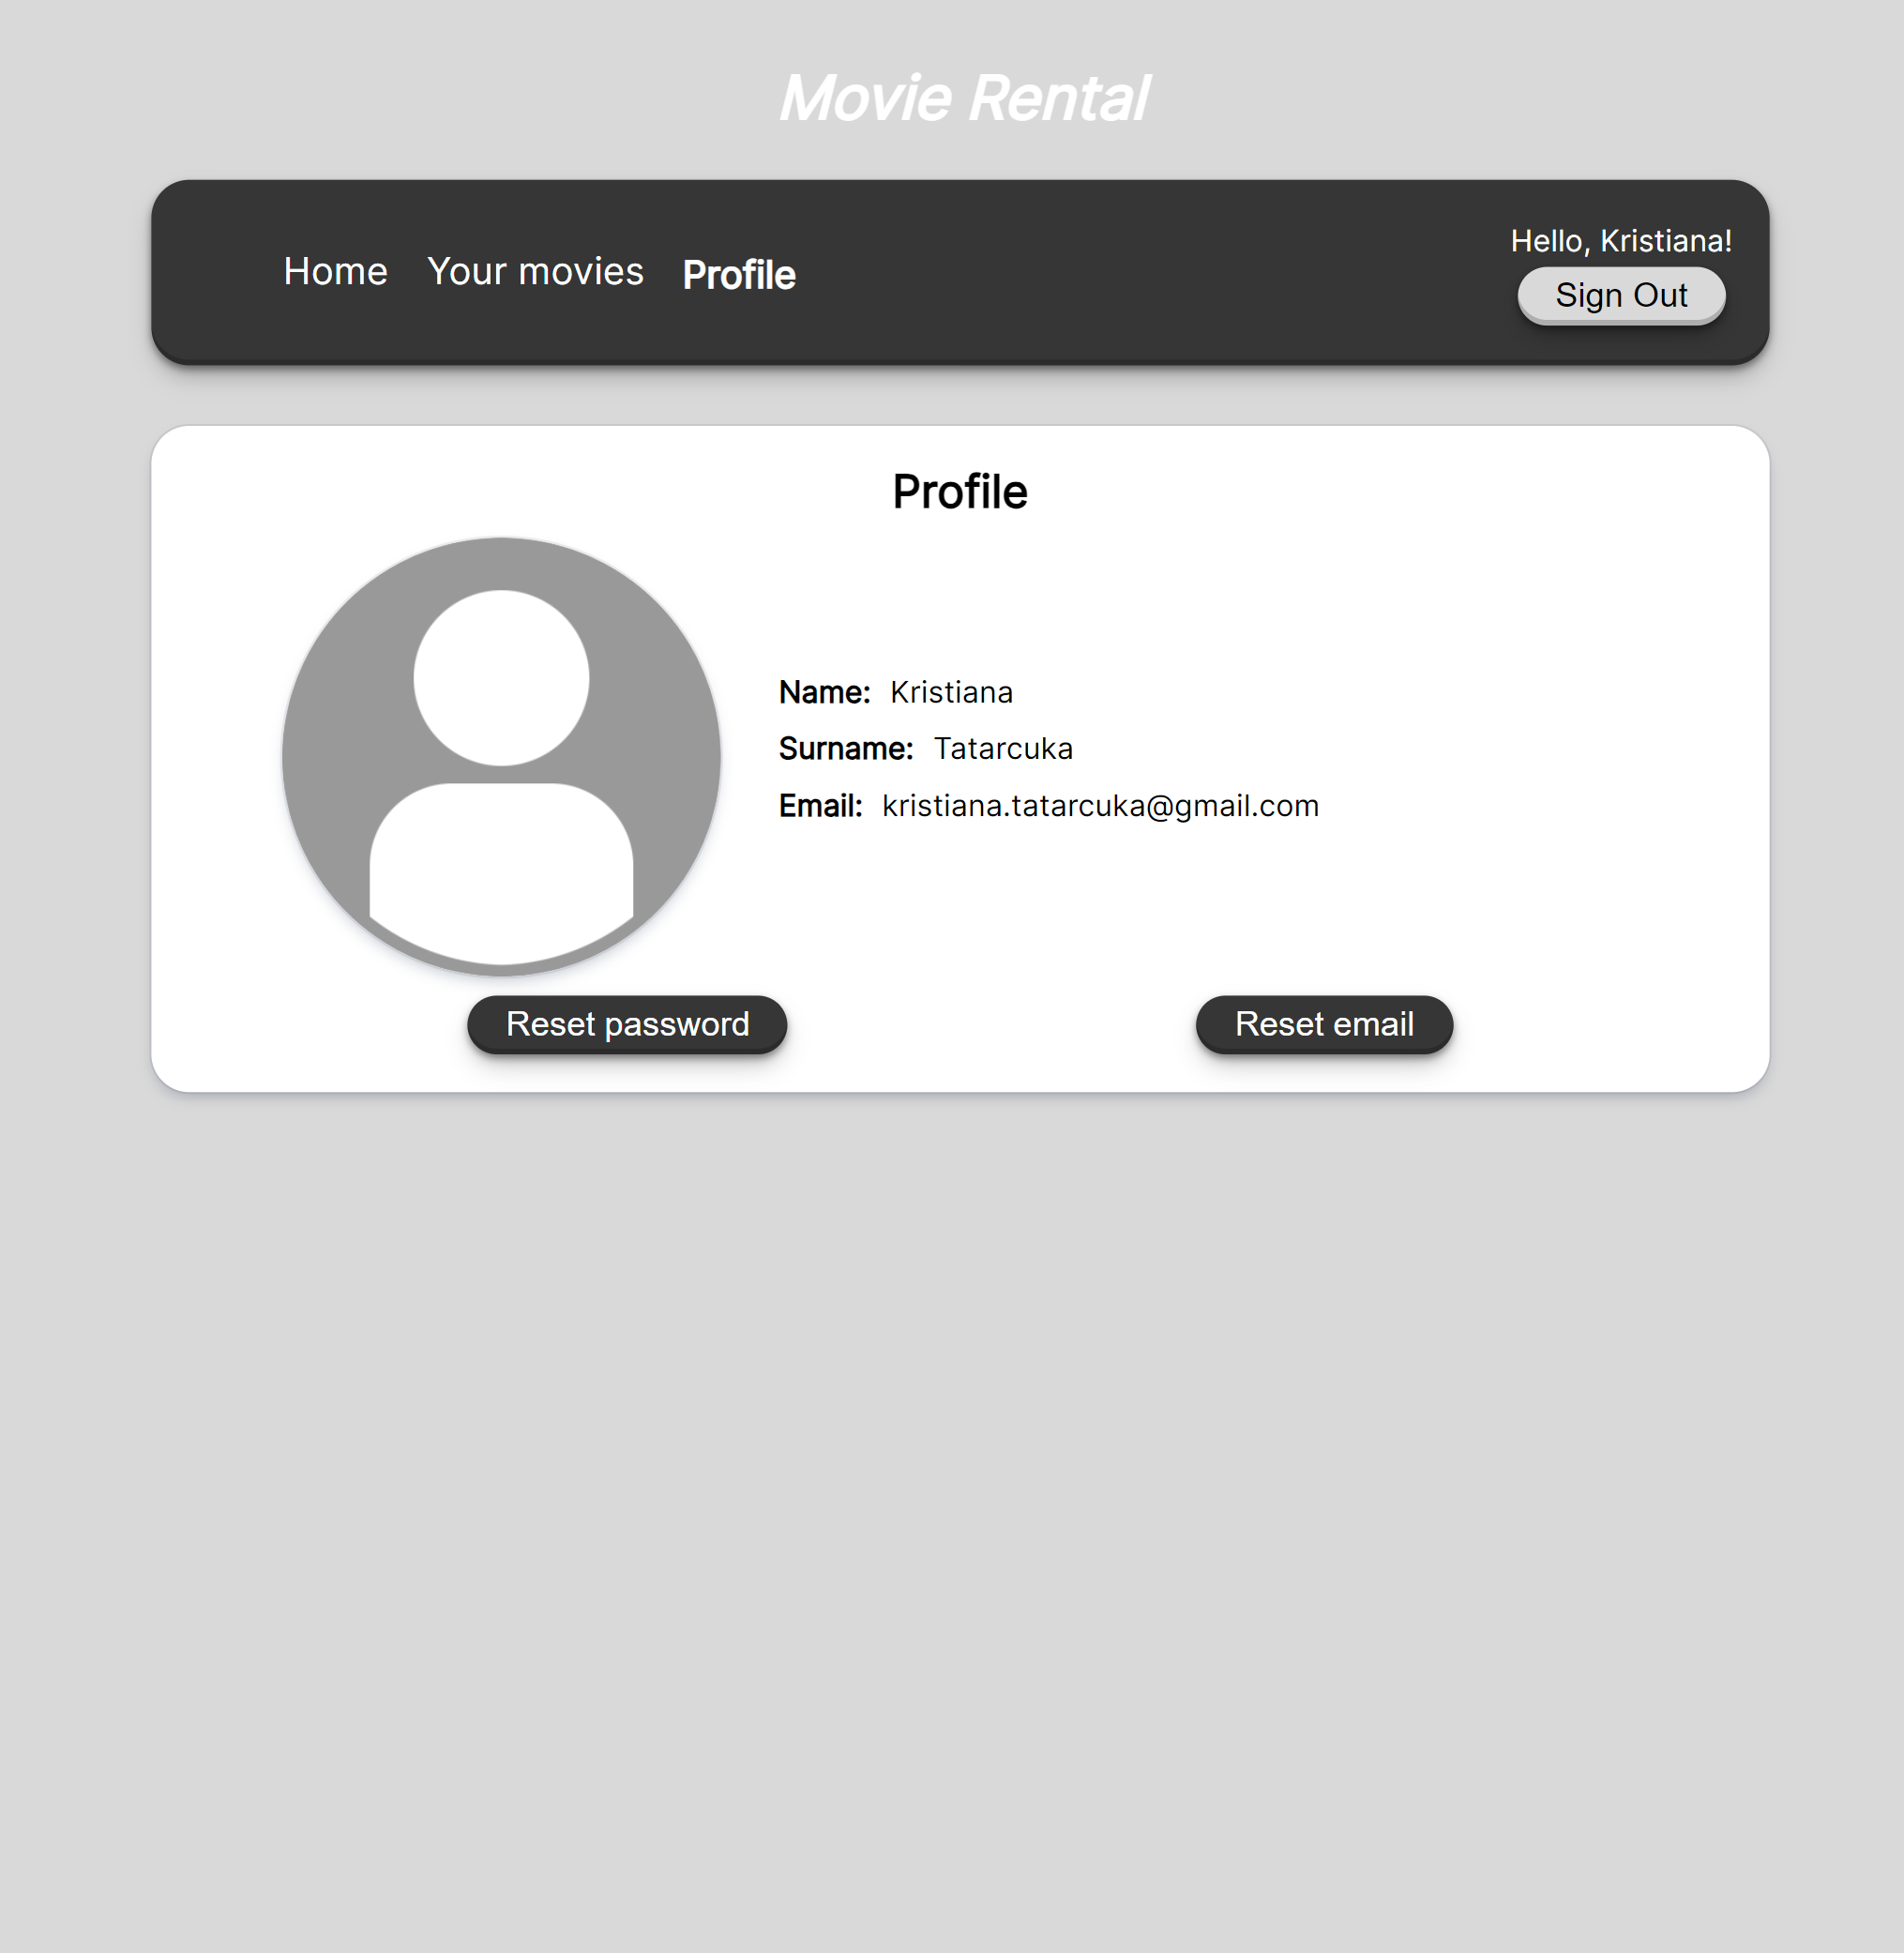 Movie Rental
Home Your movies Profile
Hello, Kristiana!
Sign Out
Profile
Name: Kristiana
Surname: Tatarcuka
Email: kristiana.tatarcuka@gmail.com
Reset password
Reset email